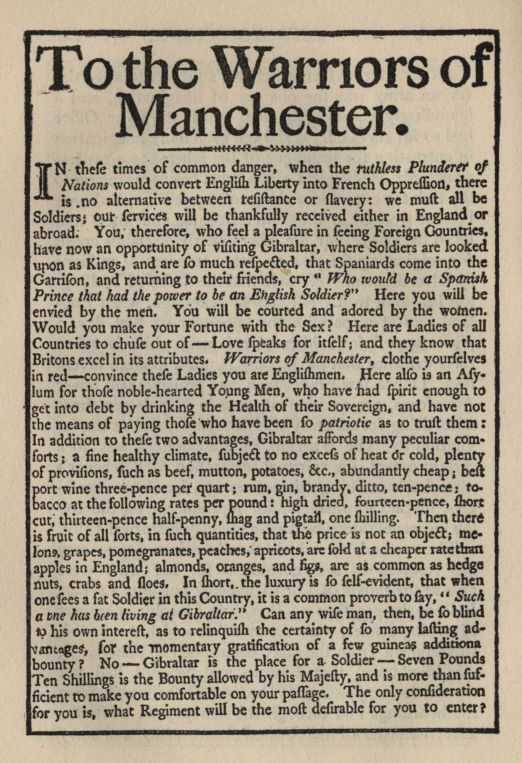 To the Warriors of
Manchester.
IN theſe times of common danger, when the ruthleſs Plunderer of
Nations would convert Engliſh Liberty into French Oppreſſion, there
is no alternative between reſiſtance or ſlavery: we muſt all be
Soldiers; our ſervices will be thankfully received either in England or
abroad. You, therefore, who feel a pleaſure in ſeeing Foreign Countries,
have now an opportunity of viſiting Gibraltar, where Soldiers are looked
upon as Kings, and are ſo much reſpected, that Spaniards come into the
Garriſon, and returning to their friends, cry “ Who would be a Spaniſh
Prince that had the power to be an Engliſh Soldier?” Here you will be
envied by the men. You will be courted and adored by the women.
Would you make your Fortune with the Sex? Here are Ladies of all
Countries to chuſe out of — Love ſpeaks for itſelf; and they know that
Britons excel in its attributes. Warriors of Mancheſter, clothe yourſelves
in red—convince theſe Ladies you are Engliſhmen. Here alſo is an Aſy-
lum for thoſe noble-hearted Young Men, who have had ſpirit enough to
get into debt by drinking the Health of their Sovereign, and have not
the means of paying thoſe who have been ſo patriotic as to truſt them:
In addition to theſe two advantages, Gibraltar affords many peculiar com-
forts; a fine healthy climate, ſubject to no exceſs of heat or cold, plenty
of proviſions, ſuch as beef, mutton, potatoes, &c., abundantly cheap; beſt
port wine three-pence per quart; rum, gin, brandy, ditto, ten-pence; to-
bacco at the following rates per pound: high dried, fourteen-pence, ſhort
cut, thirteen-pence half-penny, ſhag and pigtail, one ſhilling. Then there
is fruit of all ſorts, in ſuch quantities, that the price is not an object; me-
lons, grapes, pomegranates, peaches, apricots, are ſold at a cheaper rate than
apples in England; almonds, oranges, and figs, are as common as hedge
nuts, crabs and ſloes. In ſhort, the luxury is ſo ſelf-evident, that when
one ſees a fat Soldier in this Country, it is a common proverb to ſay, “ Such
a one has been living at Gibraltar.” Can any wiſe man, then, be ſo blind
to his own intereſt, as to relinquiſh the certainty of ſo many laſting ad-
vantages, for the momentary gratification of a few guineas additiona
bounty? No — Gibraltar is the place for a Soldier — Seven Pounds
Ten Shillings is the Bounty allowed by his Majeſty, and is more than ſuf-
ficient to make you comfortable on your paſſage. The only conſideration
for you is, what Regiment will be the moſt deſirable for you to enter?